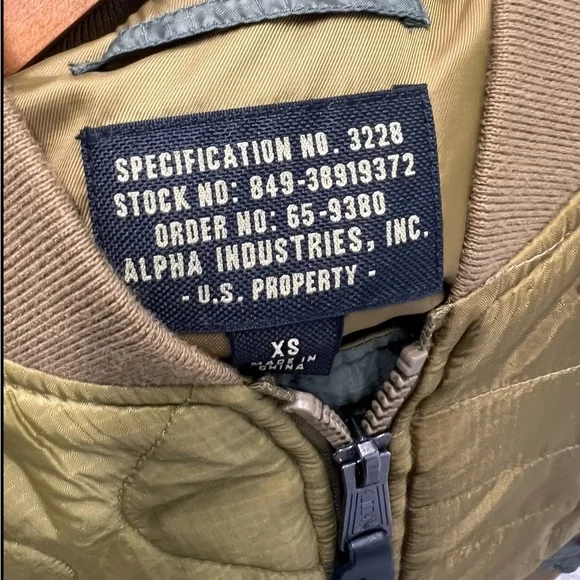 SPECIFICATION NO. 3228
STOCK NO: 849-38919372
ORDER NO: 65-9380
ALPHA INDUSTRIES, INC.
- U.S. PROPERTY -
XS
MADE IN
CHINA